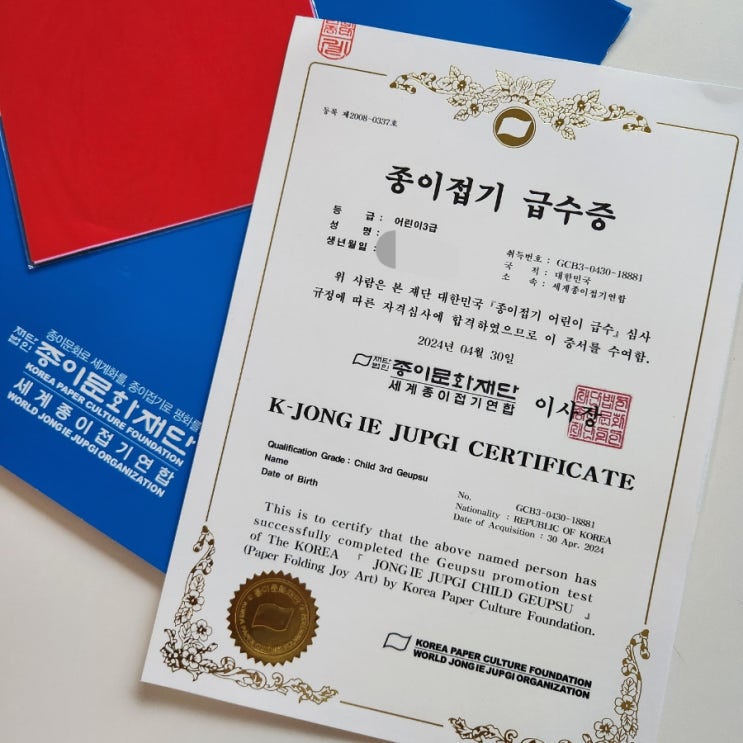 등록 제2008-0337호
종이접기 급수증
등 급 : 어린이3급
성 명 :
생년월일 :
취득번호 : GCB3-0430-18881
국 적 : 대한민국
소 속 : 세계종이접기연합
위 사람은 본 재단 대한민국 『종이접기 어린이 급수』 심사
규정에 따른 자격심사에 합격하였으므로 이 증서를 수여함.
2024년 04월 30일
재단법인 종이문화재단
세계종이접기연합 이사장
K-JONG IE JUPGI CERTIFICATE
Qualification Grade : Child 3rd Geupsu
Name
Date of Birth
No. GCB3-0430-18881
Nationality : REPUBLIC OF KOREA
Date of Acquisition : 30 Apr. 2024
This is to certify that the above named person has
successfully completed the Geupsu promotion test
of The KOREA 『 JONG IE JUPGI CHILD GEUPSU 』
(Paper Folding Joy Art) by Korea Paper Culture Foundation.
KOREA PAPER CULTURE FOUNDATION
WORLD JONG IE JUPGI ORGANIZATION
종이문화로 세계화를, 종이접기로 평화를
재단법인 종이문화재단
KOREA PAPER CULTURE FOUNDATION
세계종이접기연합
WORLD JONG IE JUPGI ORGANIZATION